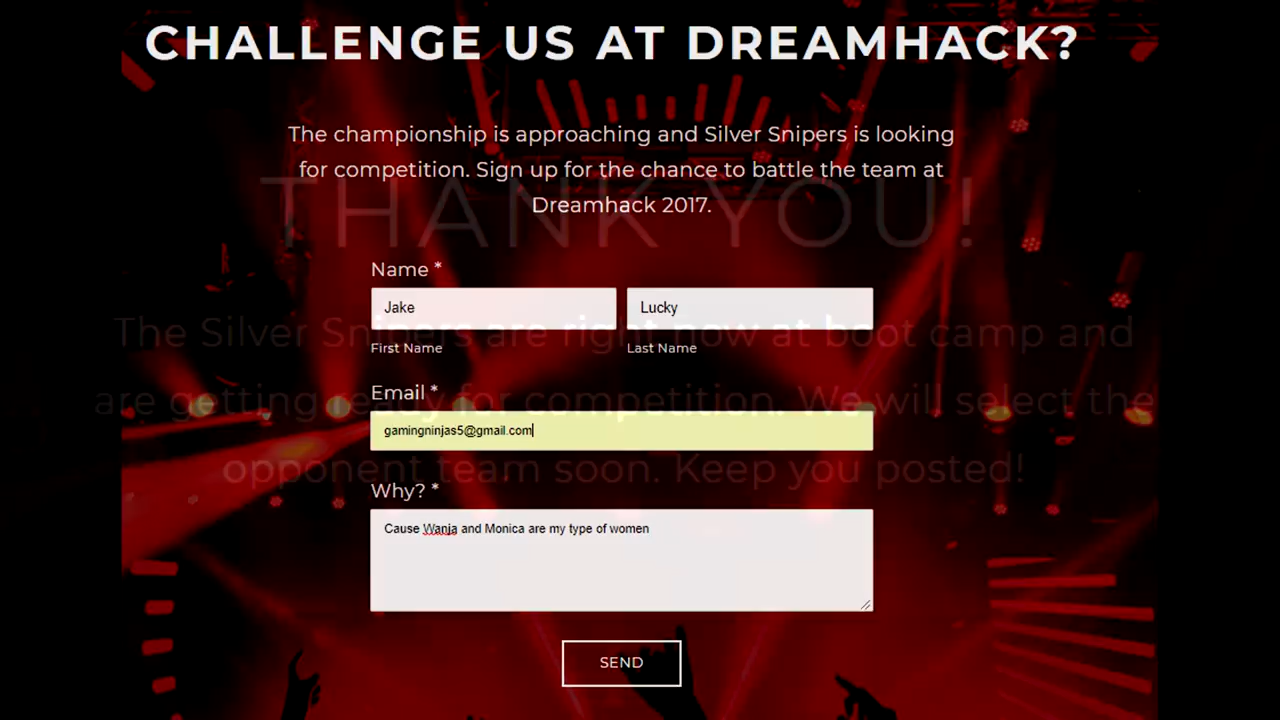 CHALLENGE US AT DREAMHACK?
The championship is approaching and Silver Snipers is looking
for competition. Sign up for the chance to battle the team at
Dreamhack 2017.
THANK YOU!
Name *
Jake
Lucky
The Silver Snipers are right now at boot camp and
First Name
Last Name
Email *
are getting ready for competition. We will select the
gamingninjas5@gmail.com
opponent team soon. Keep you posted!
Why? *
Cause Wanja and Monica are my type of women
SEND